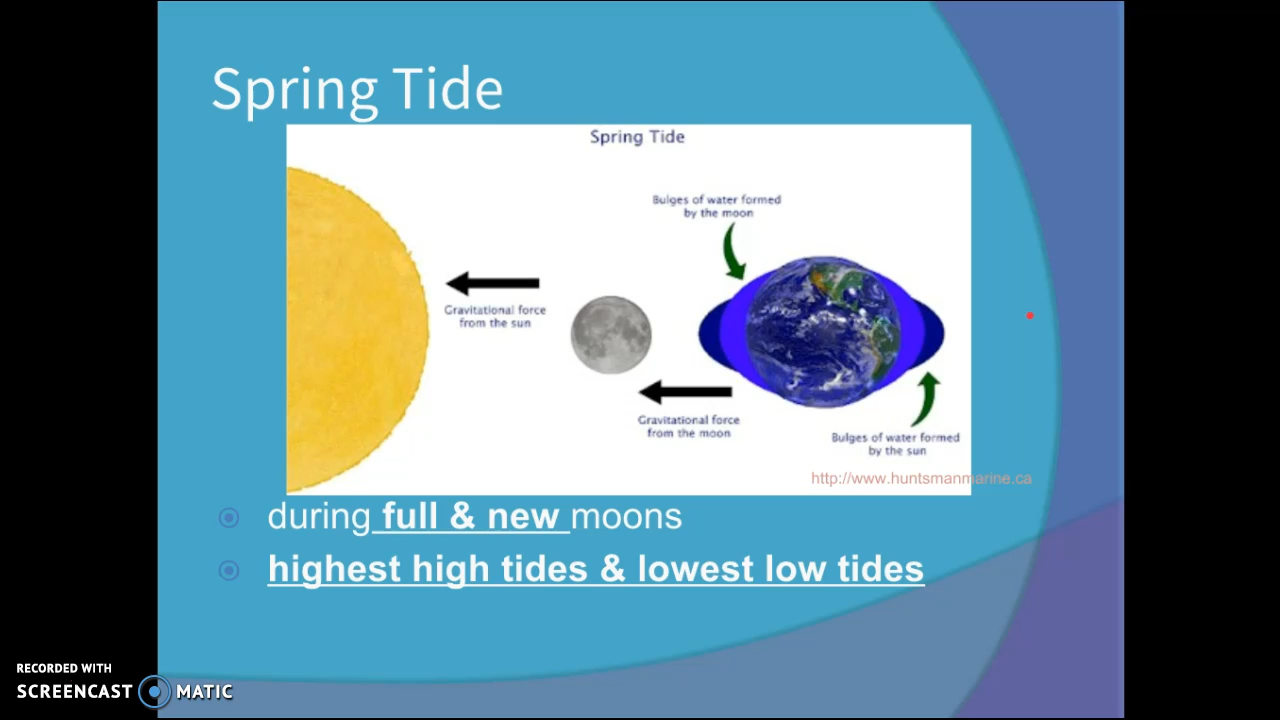 Spring Tide
Spring Tide
Bulges of water formed
by the moon
Gravitational force
from the sun
Gravitational force
from the moon
Bulges of water formed
by the sun
http://www.huntsmanmarine.ca
during full & new moons
highest high tides & lowest low tides
RECORDED WITH
SCREENCAST MATIC